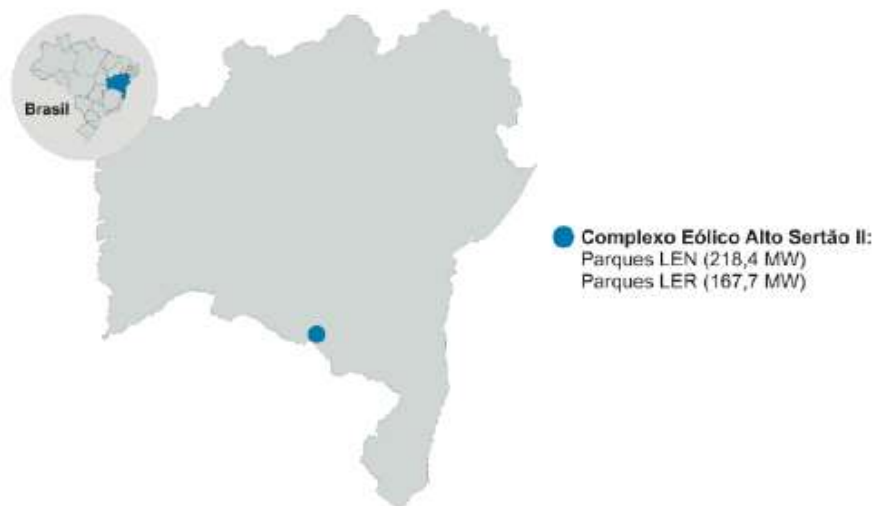 Brasil
Complexo Eólico Alto Sertão II:
Parques LEN (218,4 MW)
Parques LER (167,7 MW)